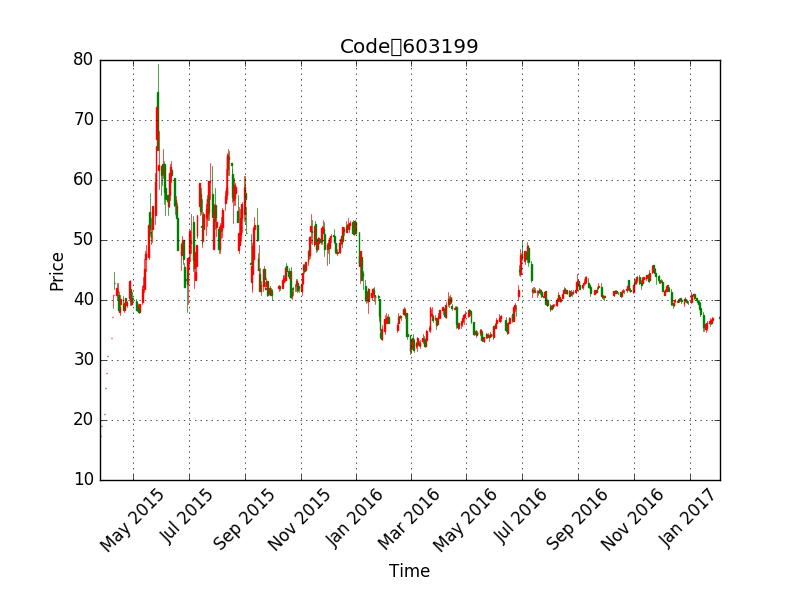 Code▯603199
80
70
60
50
40
30
20
10
Price
May 2015
Jul 2015
Sep 2015
Nov 2015
Jan 2016
Mar 2016
May 2016
Jul 2016
Sep 2016
Nov 2016
Jan 2017
Time